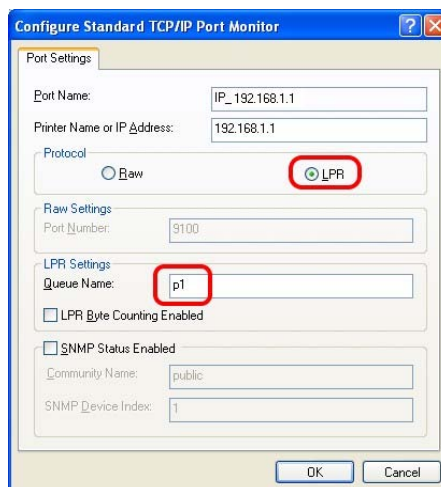 Configure Standard TCP/IP Port Monitor
Port Settings
Port Name: IP_192.168.1.1
Printer Name or IP Address: 192.168.1.1
Protocol
Raw LPR
Raw Settings
Port Number: 9100
LPR Settings
Queue Name: p1
LPR Byte Counting Enabled
SNMP Status Enabled
Community Name: public
SNMP Device Index: 1
OK Cancel